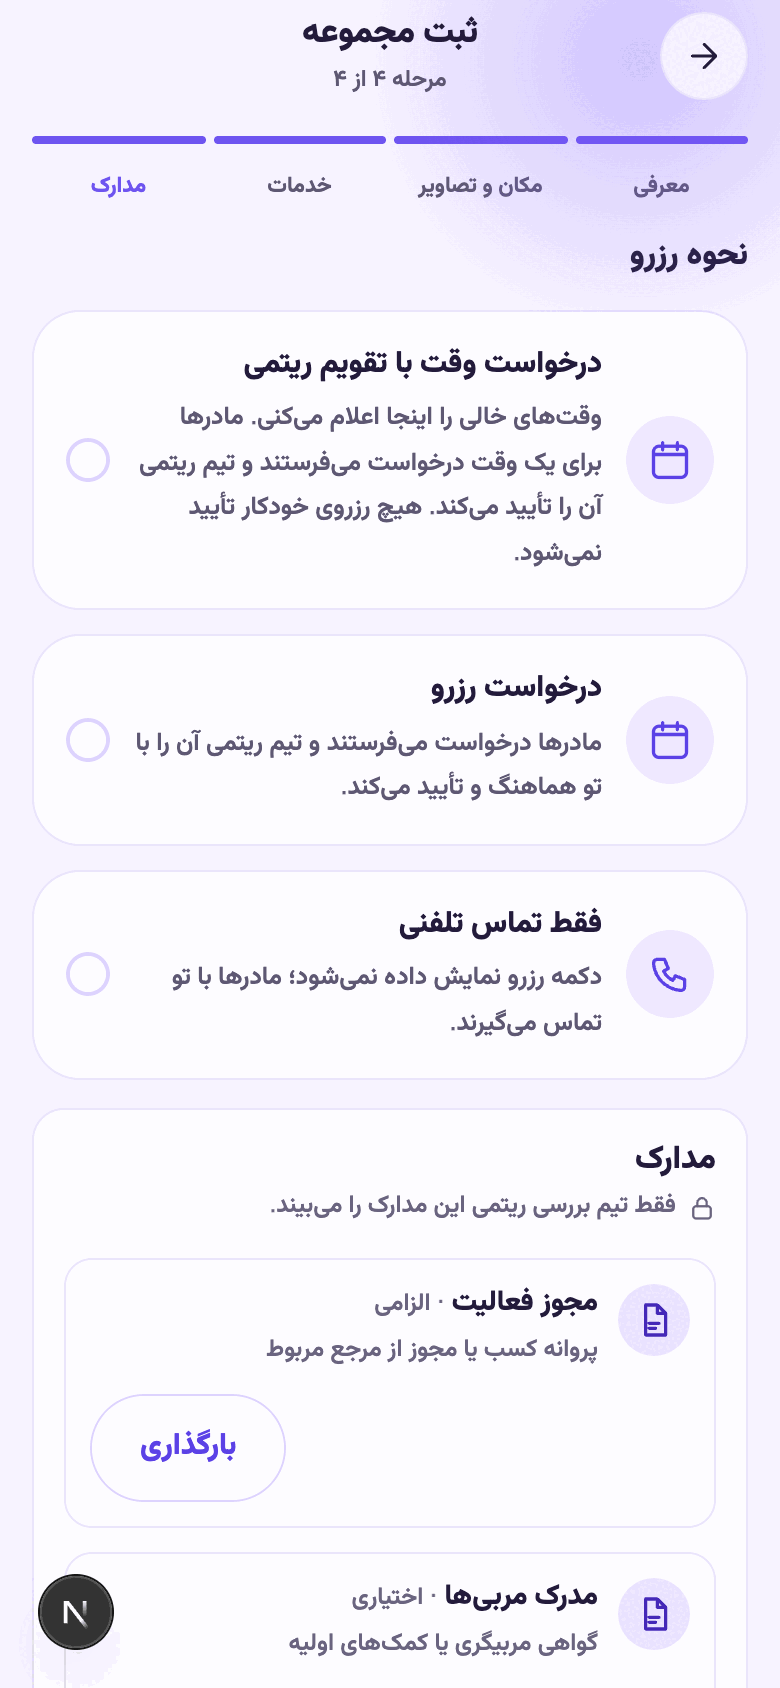 ثبت مجموعه
مرحله ۴ از ۴
معرفی
مکان و تصاویر
خدمات
مدارک
نحوه رزرو
درخواست وقت با تقویم ریتمی
وقت‌های خالی را اینجا اعلام می‌کنی. مادرها
برای یک وقت درخواست می‌فرستند و تیم ریتمی
آن را تأیید می‌کند. هیچ رزروی خودکار تأیید
نمی‌شود.
درخواست رزرو
مادرها درخواست می‌فرستند و تیم ریتمی آن را با
تو هماهنگ و تأیید می‌کند.
فقط تماس تلفنی
دکمه رزرو نمایش داده نمی‌شود؛ مادرها با تو
تماس می‌گیرند.
مدارک
فقط تیم بررسی ریتمی این مدارک را می‌بیند.
مجوز فعالیت · الزامی
پروانه کسب یا مجوز از مرجع مربوط
بارگذاری
مدرک مربی‌ها · اختیاری
گواهی مربیگری یا کمک‌های اولیه
N